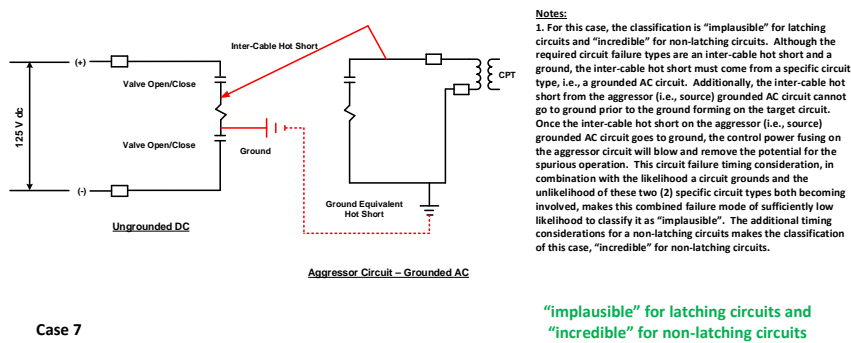 Notes:
1. For this case, the classification is “implausible” for latching
circuits and “incredible” for non-latching circuits.  Although the
required circuit failure types are an inter-cable hot short and a
ground, the inter-cable hot short must come from a specific circuit
type, i.e., a grounded AC circuit.  Additionally, the inter-cable hot
short from the aggressor (i.e., source) grounded AC circuit cannot
go to ground prior to the ground forming on the target circuit.
Once the inter-cable hot short on the aggressor (i.e., source)
grounded AC circuit goes to ground, the control power fusing on
the aggressor circuit will blow and remove the potential for the
spurious operation.  This circuit failure timing consideration, in
combination with the likelihood a circuit grounds and the
unlikelihood of these two (2) specific circuit types both becoming
involved, makes this combined failure mode of sufficiently low
likelihood to classify it as “implausible”.  The additional timing
considerations for a non-latching circuits makes the classification
of this case, “incredible” for non-latching circuits.
Inter-Cable Hot Short
(+)
CPT
Valve Open/Close
125 V dc
Valve Open/Close
Ground
(-)
Ground Equivalent
Hot Short
Ungrounded DC
Aggressor Circuit – Grounded AC
Case 7
“implausible” for latching circuits and
“incredible” for non-latching circuits